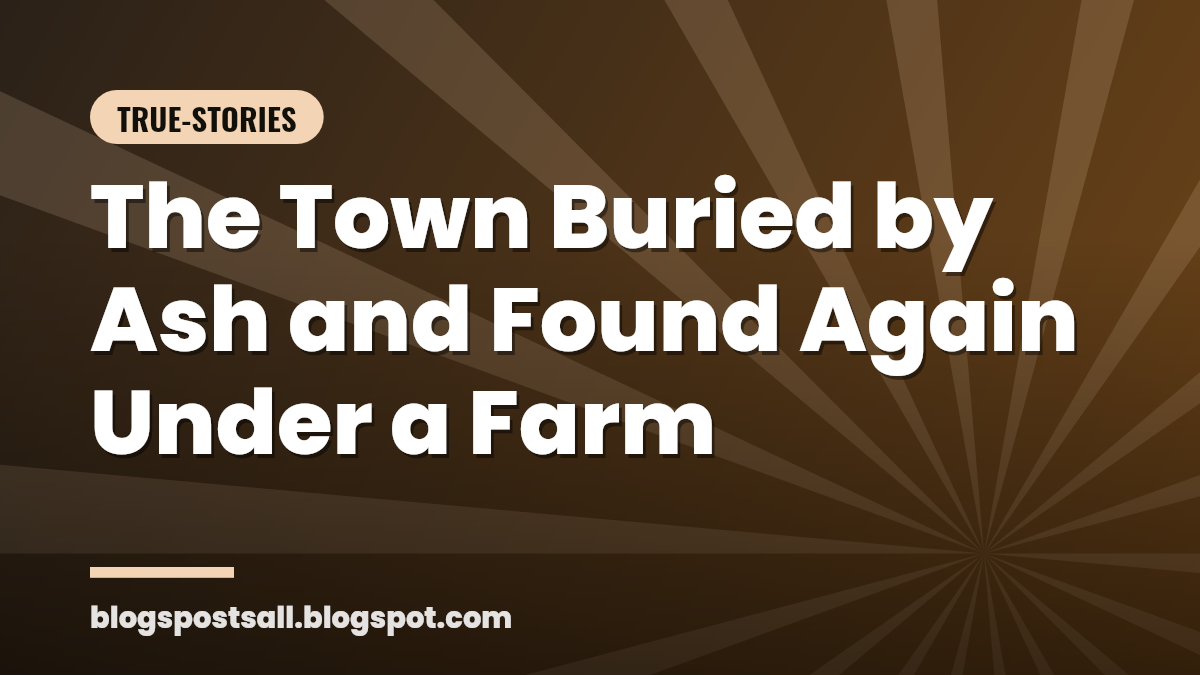 TRUE-STORIES
The Town Buried by
Ash and Found Again
Under a Farm
blogspostsall.blogspot.com